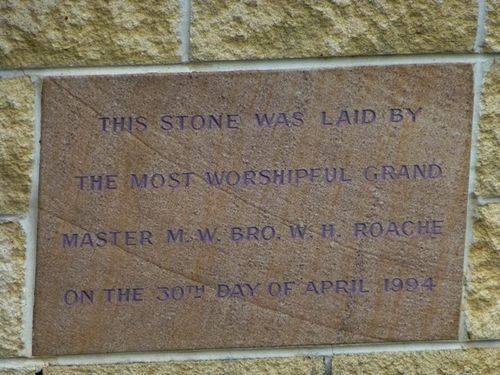 THIS STONE WAS LAID BY
THE MOST WORSHIPFUL GRAND
MASTER M. W. BRO. W. H. ROACHE
ON THE 30TH DAY OF APRIL 1994